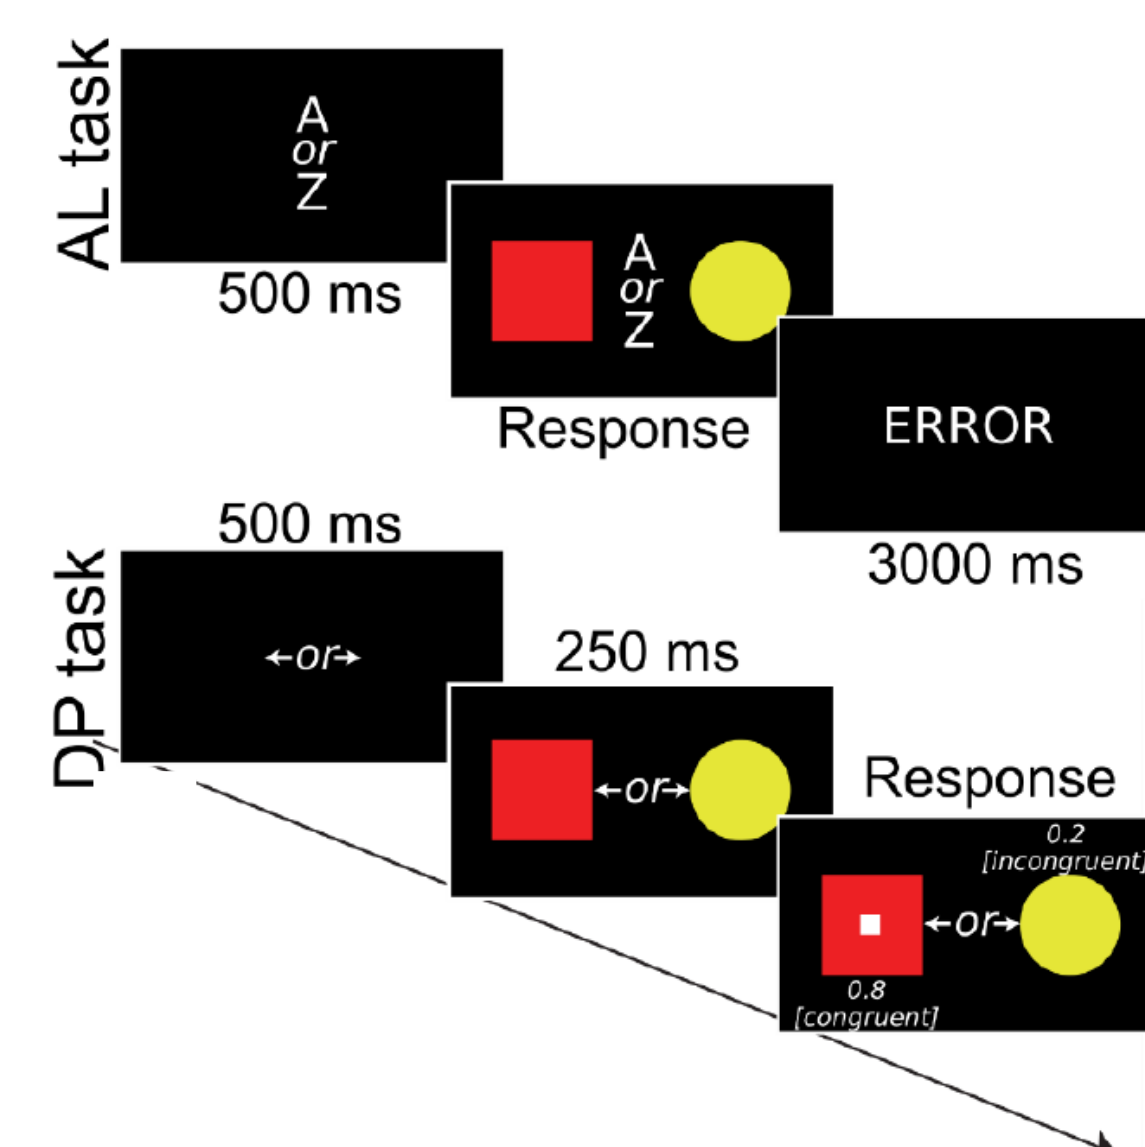 AL task
A
or
Z
500 ms
A
or
Z
Response
ERROR
3000 ms
DP task
500 ms
←or→
250 ms
←or→
Response
0.2
[incongruent]
←or→
0.8
[congruent]